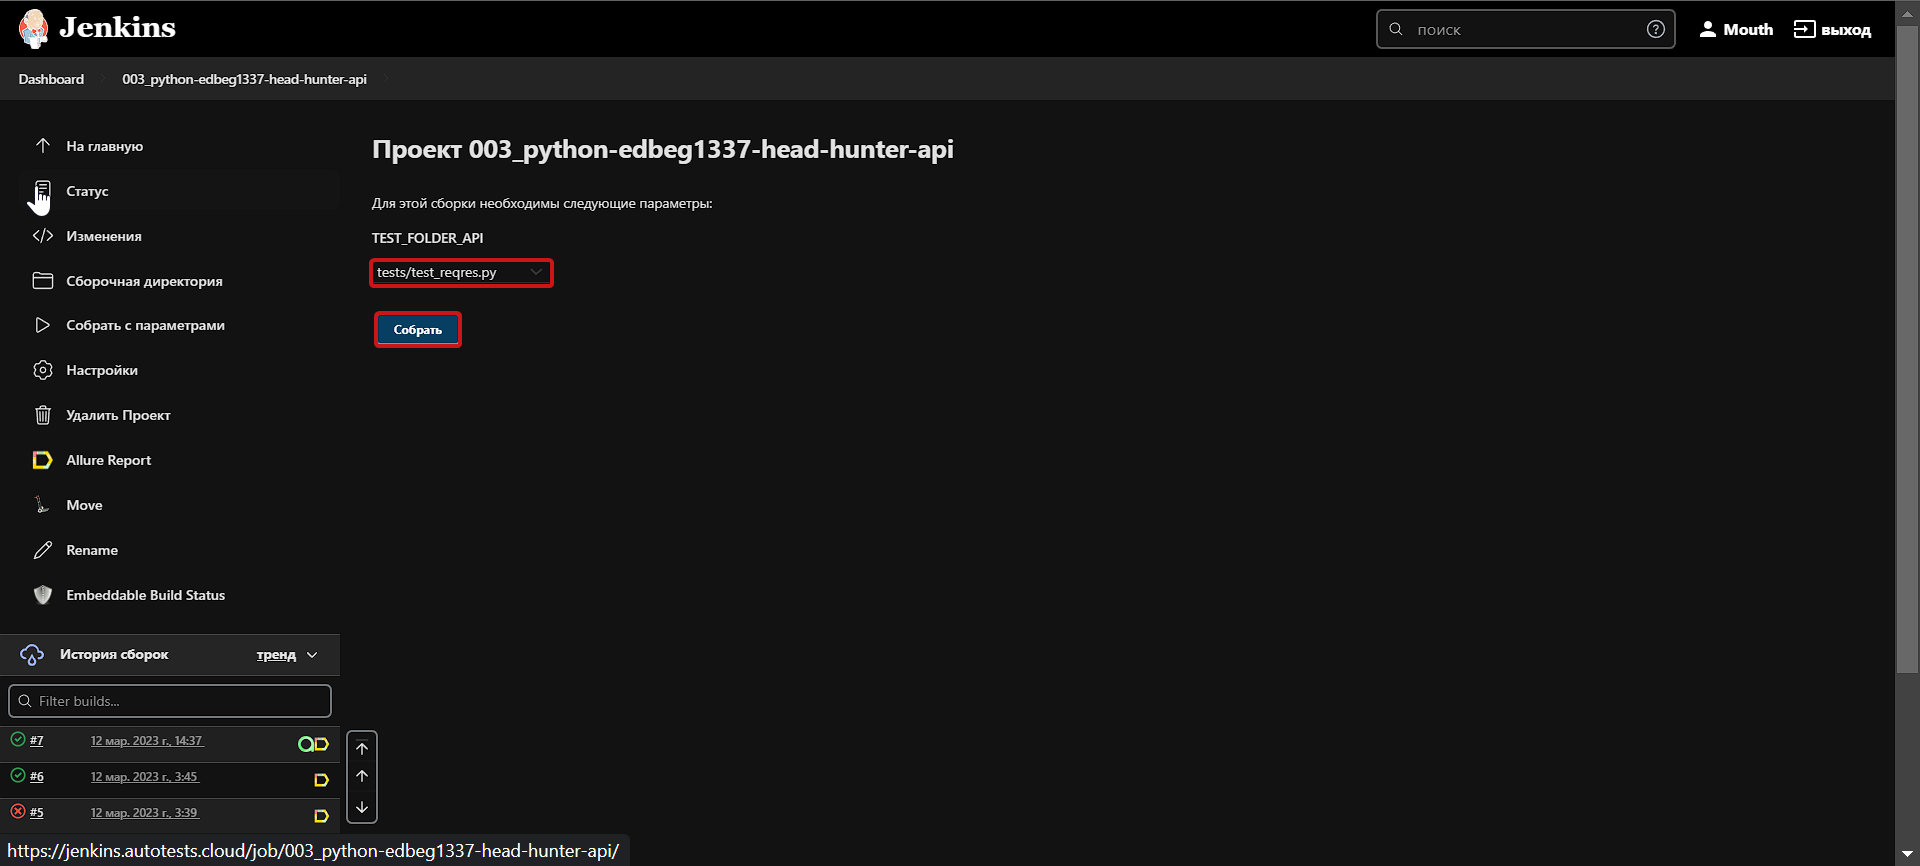 Jenkins
поиск
Mouth
выход
Dashboard
003_python-edbeg1337-head-hunter-api
На главную
Статус
Изменения
Сборочная директория
Собрать с параметрами
Настройки
Удалить Проект
Allure Report
Move
Rename
Embeddable Build Status
Проект 003_python-edbeg1337-head-hunter-api
Для этой сборки необходимы следующие параметры:
TEST_FOLDER_API
tests/test_reqres.py
Собрать
История сборок
тренд
Filter builds...
#7 12 мар. 2023 г., 14:37
#6 12 мар. 2023 г., 3:45
#5 12 мар. 2023 г., 3:39
https://jenkins.autotests.cloud/job/003_python-edbeg1337-head-hunter-api/